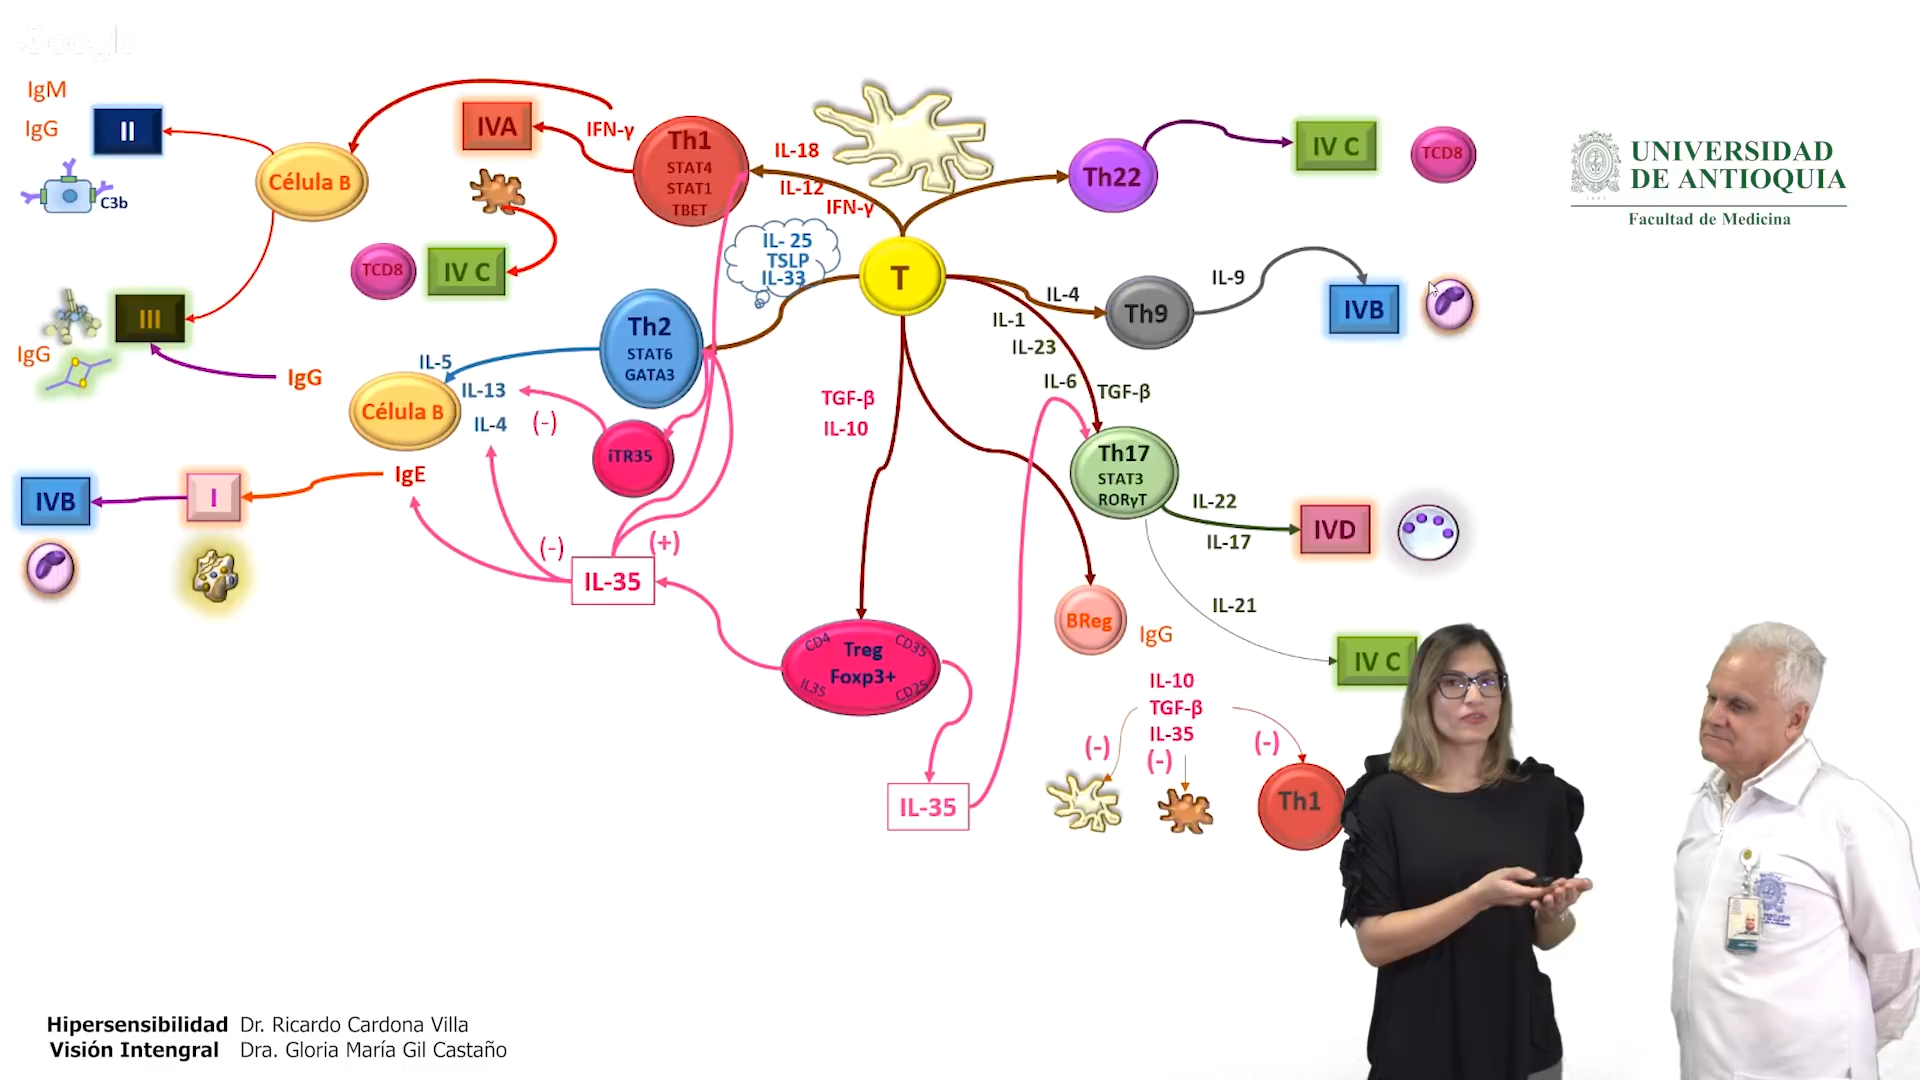 Google
IgM
IgG
II
C3b
Célula B
IVA
IFN-γ
Th1
STAT4
STAT1
TBET
IL-18
IL-12
IFN-γ
TCD8
IV C
IL- 25
TSLP
IL-33
T
Th22
IV C
TCD8
UNIVERSIDAD
DE ANTIOQUIA
Facultad de Medicina
III
IgG
IgG
Th2
STAT6
GATA3
IL-5
IL-13
IL-4
Célula B
(-)
iTR35
IgE
I
IVB
(-)
(+)
IL-35
TGF-β
IL-10
IL-4
Th9
IL-9
IVB
IL-1
IL-23
IL-6
TGF-β
Th17
STAT3
RORγT
IL-22
IL-17
IVD
IL-21
IV C
BReg
IgG
CD4
CD35
Treg
Foxp3+
IL35
CD25
IL-35
IL-10
TGF-β
IL-35
(-)
(-)
(-)
Th1
Hipersensibilidad Dr. Ricardo Cardona Villa
Visión Intengral Dra. Gloria María Gil Castaño